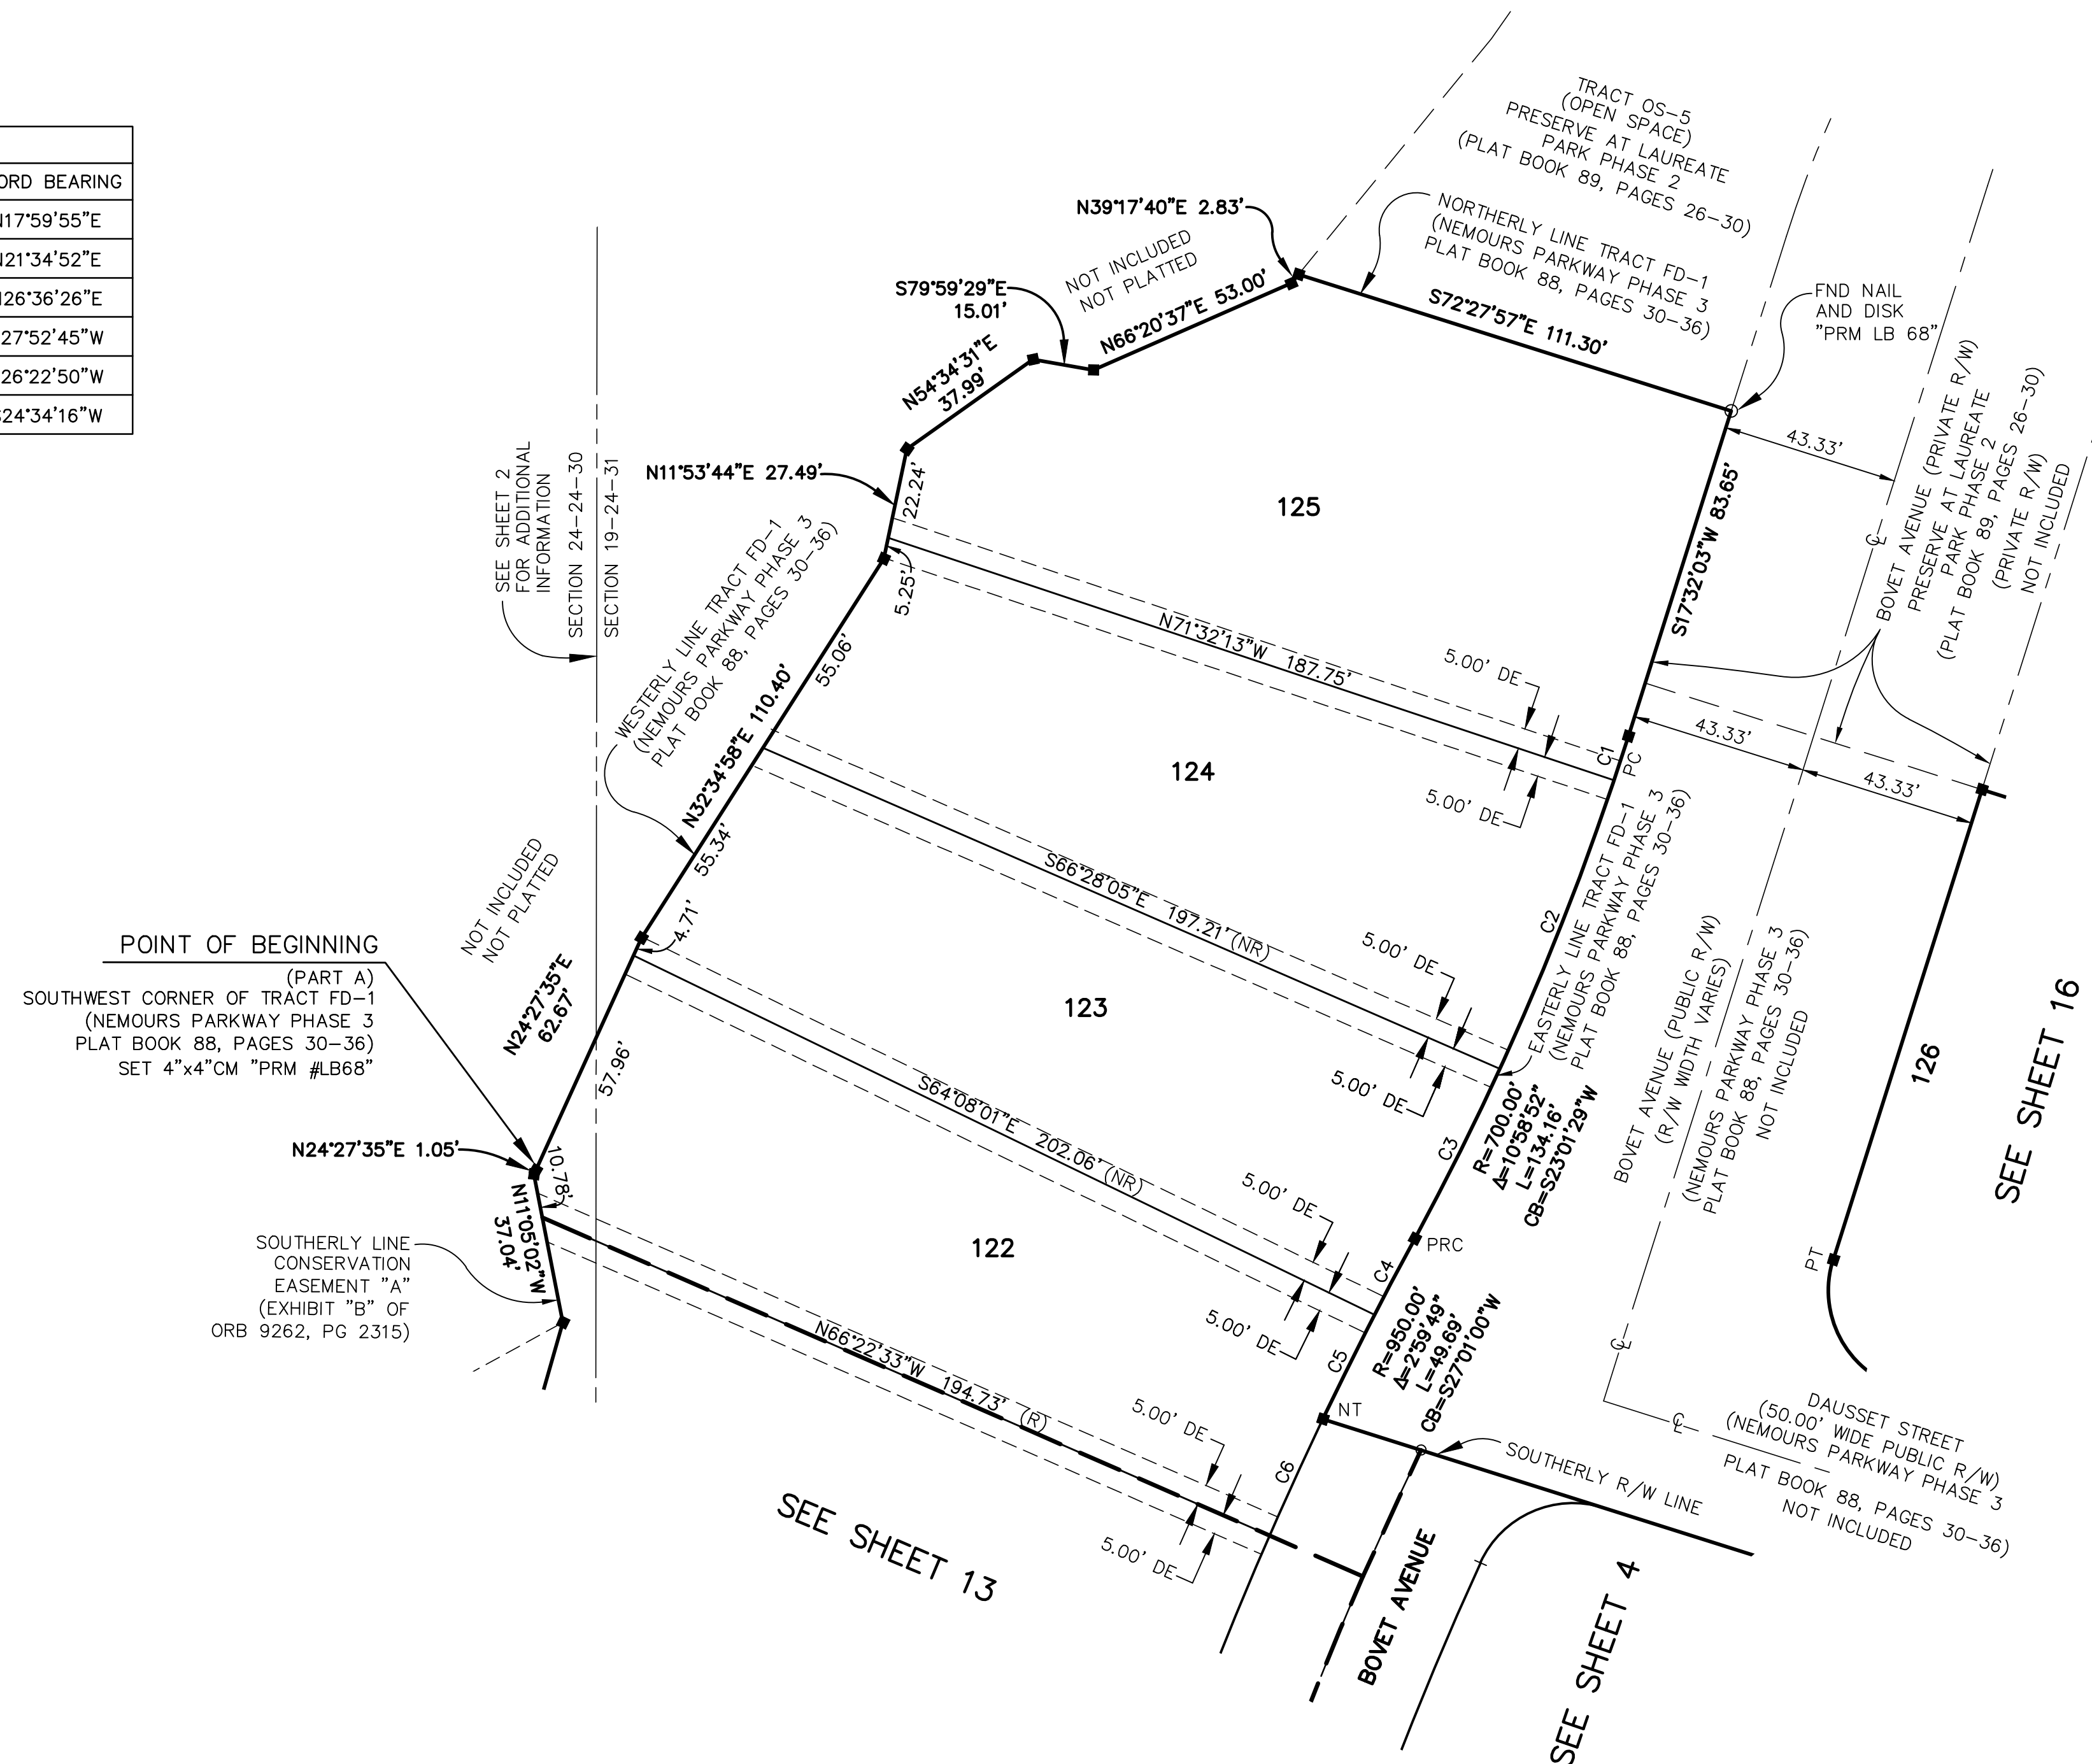 ORD BEARING
N17°59'55"E
N21°34'52"E
N26°36'26"E
27°52'45"W
26°22'50"W
S24°34'16"W
TRACT OS-5
(OPEN SPACE)
PRESERVE AT LAUREATE
PARK PHASE 2
(PLAT BOOK 89, PAGES 26-30)
NORTHERLY LINE TRACT FD-1
(NEMOURS PARKWAY PHASE 3
PLAT BOOK 88, PAGES 30-36)
N39°17'40"E 2.83'
NOT INCLUDED
NOT PLATTED
S79°59'29"E
15.01'
N66°20'37"E 53.00'
S72°27'57"E 111.30'
FND NAIL
AND DISK
"PRM LB 68"
N54°34'31"E
37.99'
43.33'
BOVET AVENUE (PRIVATE R/W)
PRESERVE AT LAUREATE
PARK PHASE 2
(PLAT BOOK 89, PAGES 26-30)
(PRIVATE R/W)
NOT INCLUDED
N11°53'44"E 27.49'
22.24'
125
S17°32'03"W 83.65'
SEE SHEET 2
FOR ADDITIONAL
INFORMATION
SECTION 24-24-30
SECTION 19-24-31
WESTERLY LINE TRACT FD-1
(NEMOURS PARKWAY PHASE 3
PLAT BOOK 88, PAGES 30-36)
5.25'
N71°32'13"W 187.75'
5.00' DE
5.00' DE
C1
PC
43.33'
43.33'
N32°34'58"E 110.40'
55.06'
124
55.34'
S66°28'05"E 197.21' (NR)
5.00' DE
5.00' DE
C2
EASTERLY LINE TRACT FD-1
(NEMOURS PARKWAY PHASE 3
PLAT BOOK 88, PAGES 30-36)
NOT INCLUDED
NOT PLATTED
POINT OF BEGINNING
(PART A)
SOUTHWEST CORNER OF TRACT FD-1
(NEMOURS PARKWAY PHASE 3
PLAT BOOK 88, PAGES 30-36)
SET 4"x4"CM "PRM #LB68"
N24°27'35"E
62.67'
4.71'
57.96'
123
S64°08'01"E 202.06' (NR)
5.00' DE
5.00' DE
C3
R=700.00'
Δ=10°58'52"
L=134.16'
CB=S23°01'29"W
BOVET AVENUE (PUBLIC R/W)
(R/W WIDTH VARIES)
(NEMOURS PARKWAY PHASE 3
PLAT BOOK 88, PAGES 30-36)
NOT INCLUDED
126
SEE SHEET 16
N24°27'35"E 1.05'
10.78'
N11°05'02"W
37.04'
SOUTHERLY LINE
CONSERVATION
EASEMENT "A"
(EXHIBIT "B" OF
ORB 9262, PG 2315)
122
PRC
C4
C5
R=950.00'
Δ=2°59'49"
L=49.69'
CB=S27°01'00"W
PT
N66°22'33"W 194.73' (R)
5.00' DE
5.00' DE
NT
C6
SOUTHERLY R/W LINE
DAUSSET STREET
(50.00' WIDE PUBLIC R/W)
(NEMOURS PARKWAY PHASE 3
PLAT BOOK 88, PAGES 30-36)
NOT INCLUDED
SEE SHEET 13
BOVET AVENUE
SEE SHEET 4